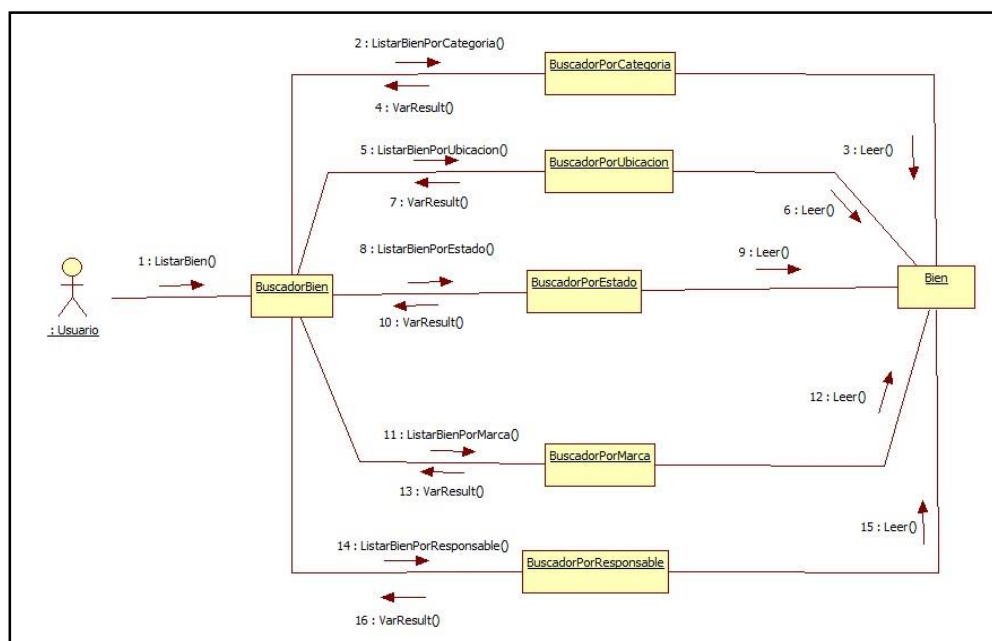 2 : ListarBienPorCategoria()
BuscadorPorCategoria
4 : VarResult()
3 : Leer()
5 : ListarBienPorUbicacion()
BuscadorPorUbicacion
7 : VarResult()
6 : Leer()
8 : ListarBienPorEstado()
9 : Leer()
1 : ListarBien()
BuscadorBien
BuscadorPorEstado
Bien
10 : VarResult()
: Usuario
12 : Leer()
11 : ListarBienPorMarca()
BuscadorPorMarca
13 : VarResult()
15 : Leer()
14 : ListarBienPorResponsable()
BuscadorPorResponsable
16 : VarResult()